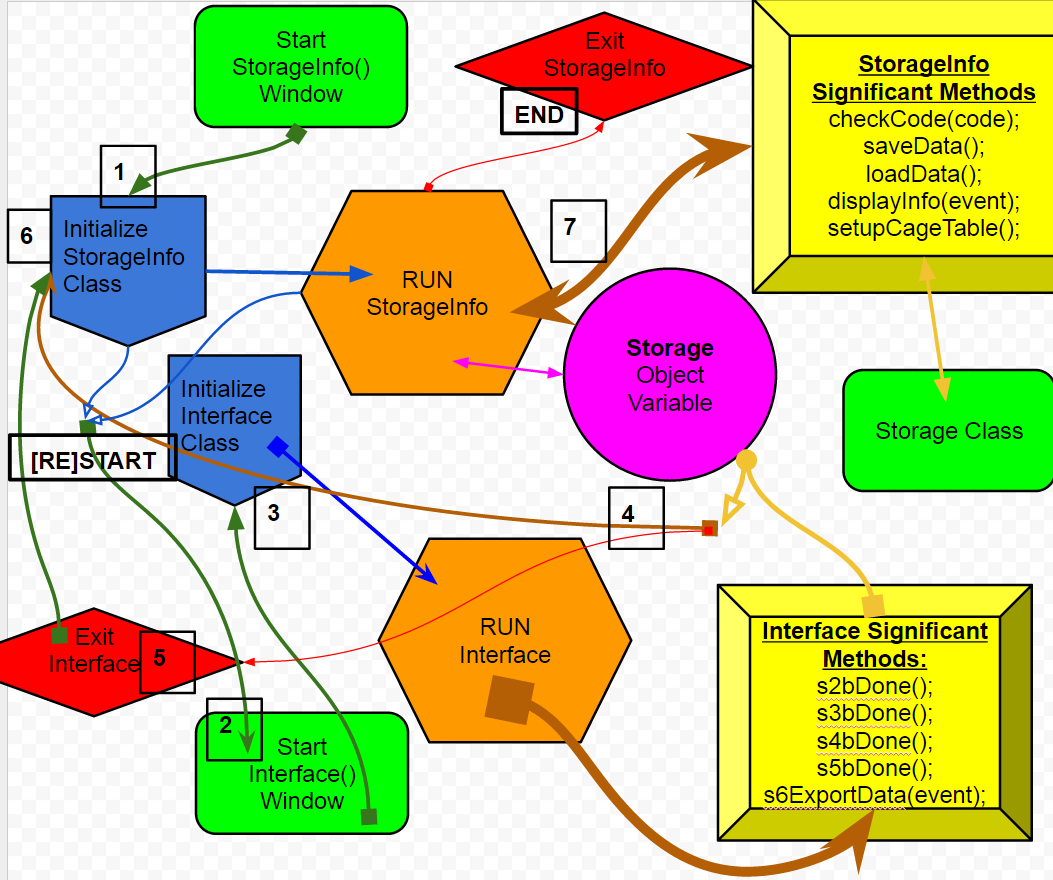 Start
StorageInfo()
Window
Exit
StorageInfo
END
StorageInfo
Significant Methods
checkCode(code);
saveData();
loadData();
displayInfo(event);
setupCageTable();
1
6
Initialize
StorageInfo
Class
7
RUN
StorageInfo
Storage
Object
Variable
Initialize
Interface
Class
[RE]START
Storage Class
3
4
RUN
Interface
Exit
Interface
5
2
Start
Interface()
Window
Interface Significant
Methods:
s2bDone();
s3bDone();
s4bDone();
s5bDone();
s6ExportData(event);